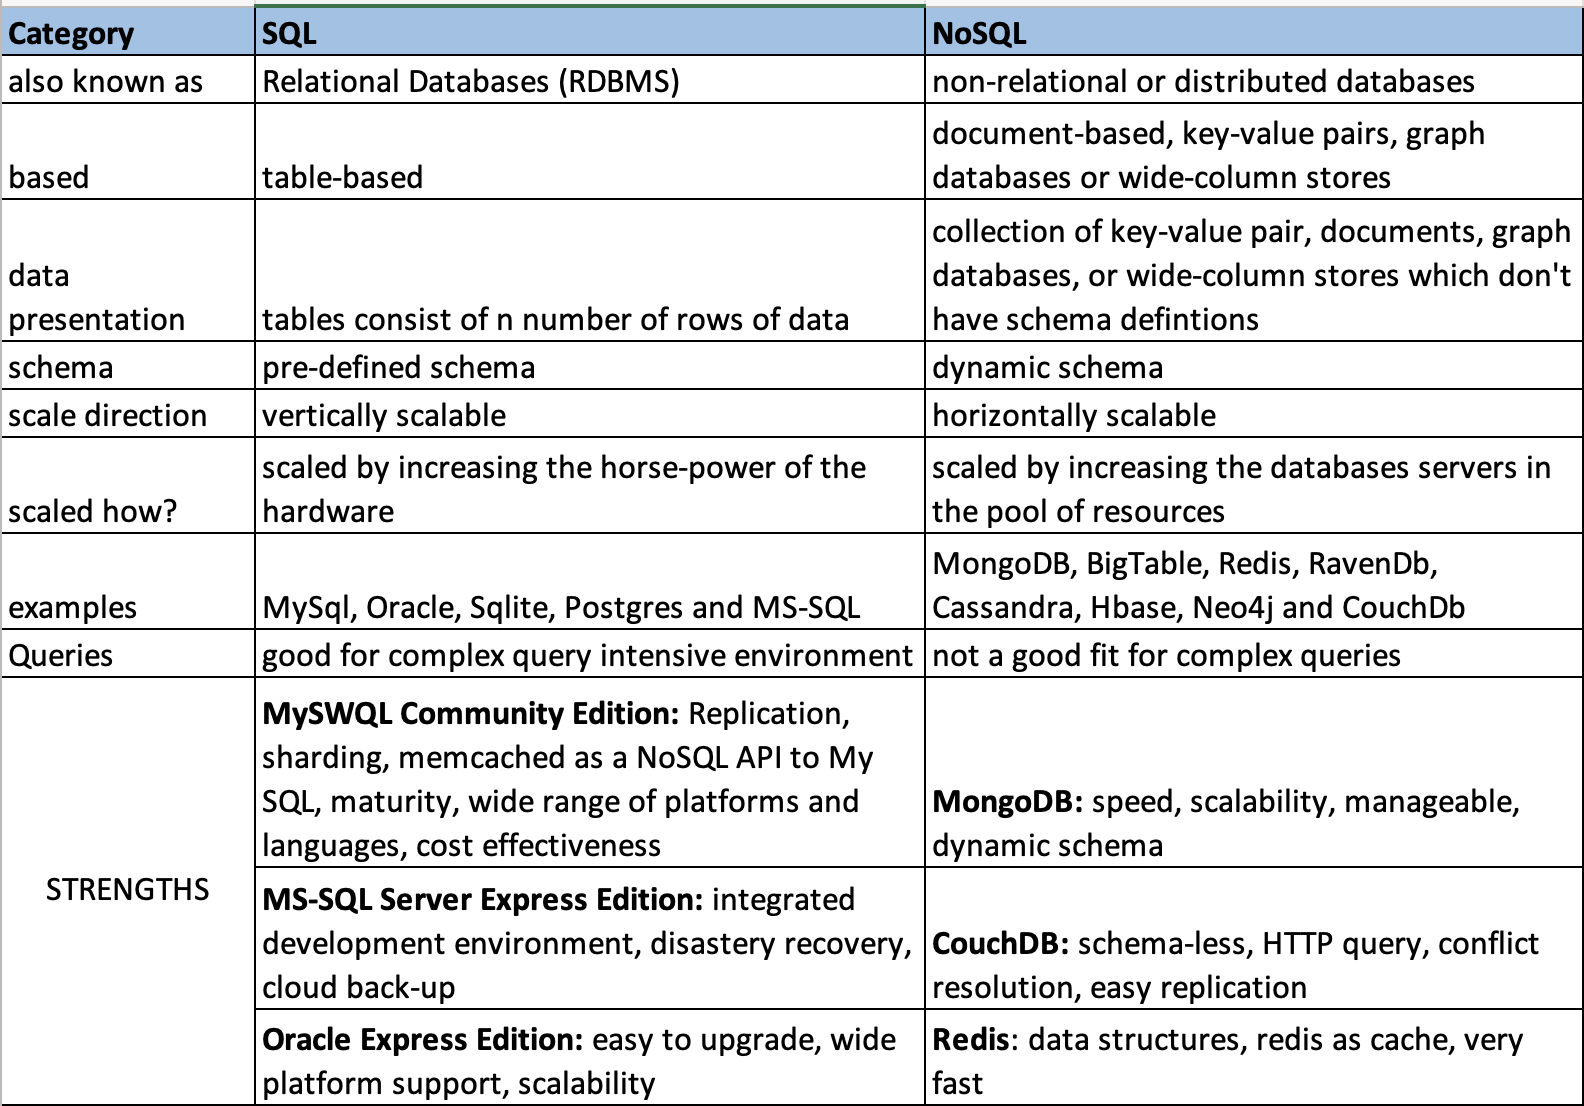 Category SQL NoSQL
also known as Relational Databases (RDBMS) non-relational or distributed databases
document-based, key-value pairs, graph
based table-based databases or wide-column stores
collection of key-value pair, documents, graph
data databases, or wide-column stores which don't
presentation tables consist of n number of rows of data have schema defintions
schema pre-defined schema dynamic schema
scale direction vertically scalable horizontally scalable
scaled by increasing the horse-power of the scaled by increasing the databases servers in
scaled how? hardware the pool of resources
MongoDB, BigTable, Redis, RavenDb,
examples MySql, Oracle, Sqlite, Postgres and MS-SQL Cassandra, Hbase, Neo4j and CouchDb
Queries good for complex query intensive environment not a good fit for complex queries
STRENGTHS
MySWQL Community Edition: Replication,
sharding, memcached as a NoSQL API to My
SQL, maturity, wide range of platforms and
languages, cost effectiveness
MongoDB: speed, scalability, manageable,
dynamic schema
MS-SQL Server Express Edition: integrated
development environment, disastery recovery,
cloud back-up
CouchDB: schema-less, HTTP query, conflict
resolution, easy replication
Oracle Express Edition: easy to upgrade, wide
platform support, scalability
Redis: data structures, redis as cache, very
fast